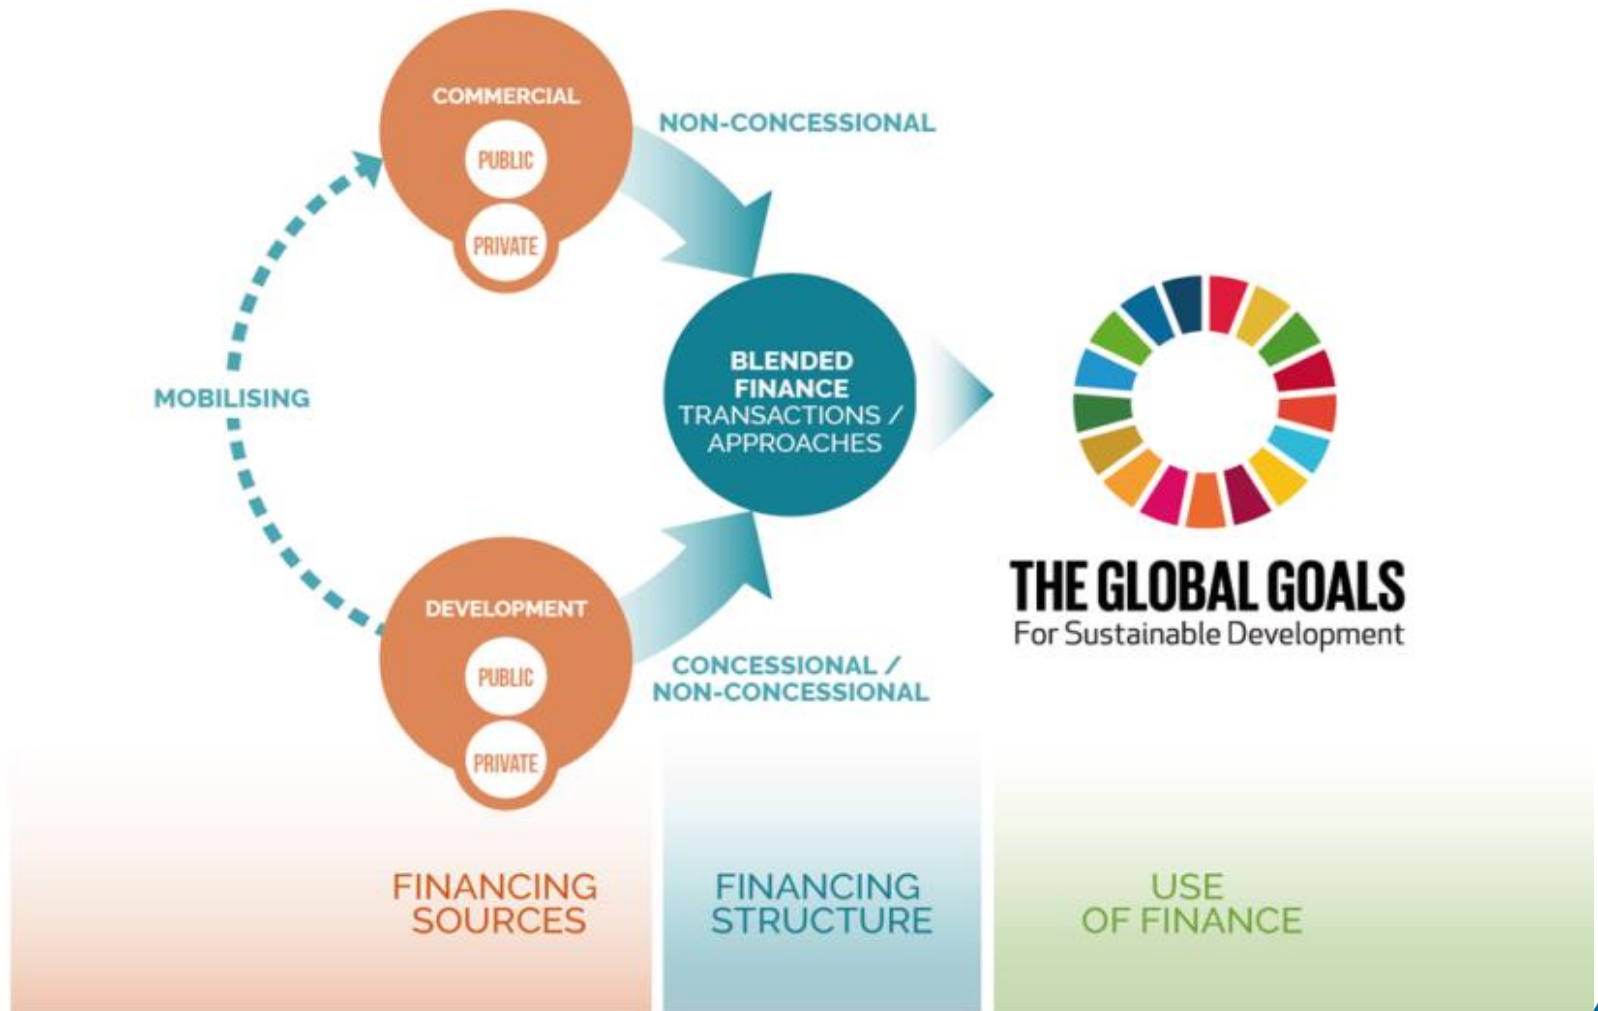 COMMERCIAL
PUBLIC
PRIVATE
NON-CONCESSIONAL
MOBILISING
BLENDED
FINANCE
TRANSACTIONS /
APPROACHES
DEVELOPMENT
PUBLIC
PRIVATE
CONCESSIONAL /
NON-CONCESSIONAL
THE GLOBAL GOALS
For Sustainable Development
FINANCING
SOURCES
FINANCING
STRUCTURE
USE
OF FINANCE